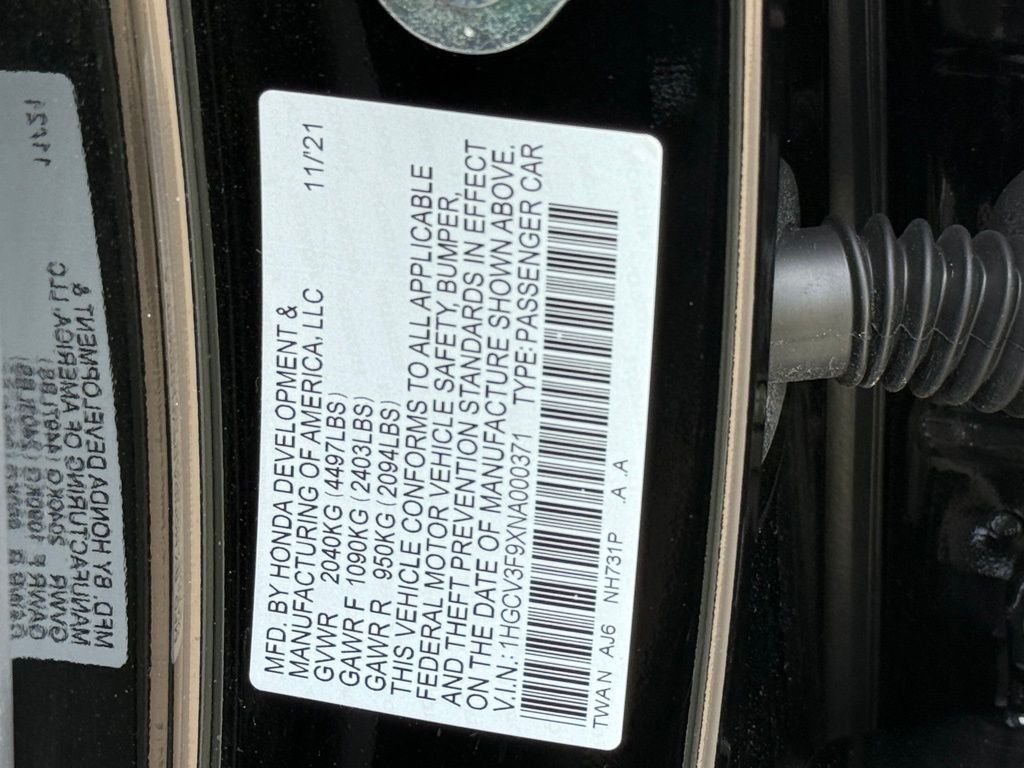 MFD. BY HONDA DEVELOPMENT &
MANUFACTURING OF AMERICA, LLC 11/'21
GVWR 2040KG (4497LBS)
GAWR F 1090KG (2403LBS)
GAWR R 950KG (2094LBS)
THIS VEHICLE CONFORMS TO ALL APPLICABLE
FEDERAL MOTOR VEHICLE SAFETY, BUMPER,
AND THEFT PREVENTION STANDARDS IN EFFECT
ON THE DATE OF MANUFACTURE SHOWN ABOVE.
V.I.N.: 1HGCV3F9XNA000371 TYPE:PASSENGER CAR
TWAN AJ6 NH731P A A